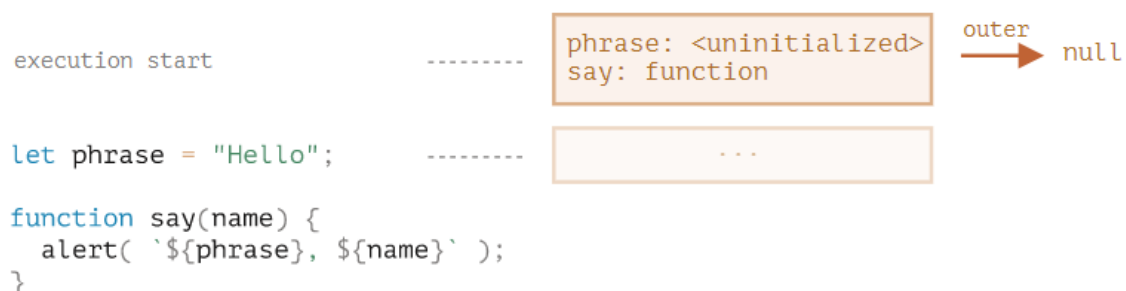 execution start --------- phrase: <uninitialized> outer null
say: function
let phrase = "Hello"; --------- ...
function say(name) {
  alert( `${phrase}, ${name}` );
}